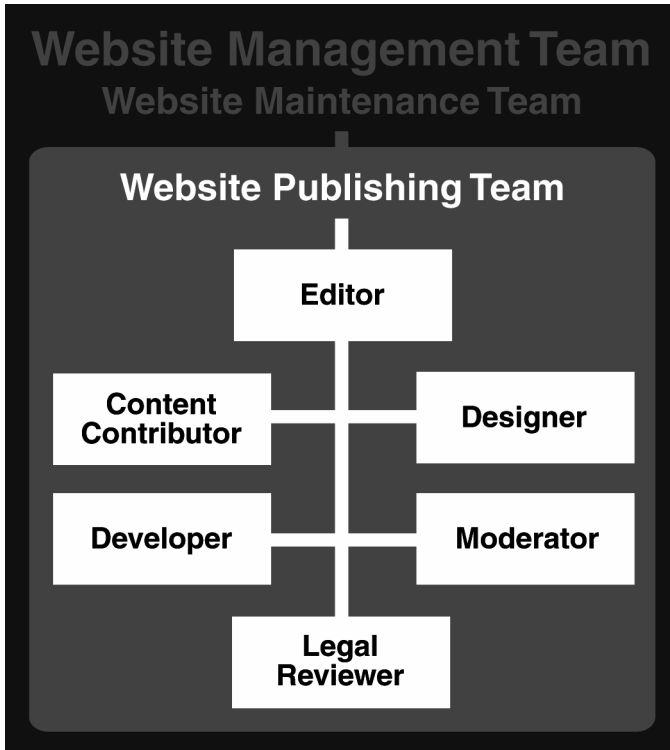 Website Management Team
Website Maintenance Team
Website Publishing Team
Editor
Content
Contributor
Designer
Developer
Moderator
Legal
Reviewer